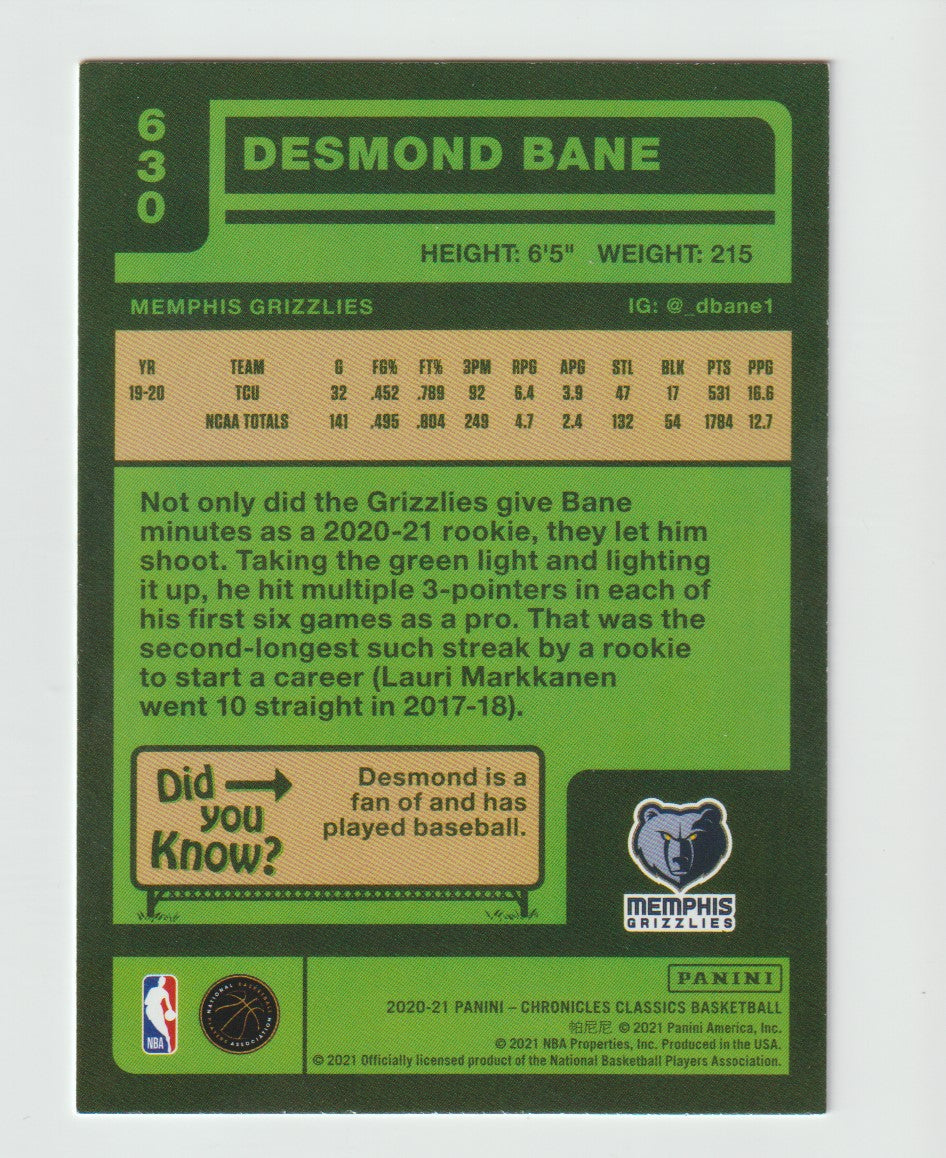 630
DESMOND BANE
HEIGHT: 6'5" WEIGHT: 215
MEMPHIS GRIZZLIES IG: @_dbane1
YR TEAM G FG% FT% 3PM RPG APG STL BLK PTS PPG
19-20 TCU 32 .452 .789 92 6.4 3.9 47 17 531 16.6
NCAA TOTALS 141 .495 .804 249 4.7 2.4 132 54 1784 12.7
Not only did the Grizzlies give Bane
minutes as a 2020-21 rookie, they let him
shoot. Taking the green light and lighting
it up, he hit multiple 3-pointers in each of
his first six games as a pro. That was the
second-longest such streak by a rookie
to start a career (Lauri Markkanen
went 10 straight in 2017-18).
Did
you
Know?
Desmond is a
fan of and has
played baseball.
MEMPHIS
GRIZZLIES
NBA
NATIONAL BASKETBALL
PLAYERS ASSOCIATION
PANINI
2020-21 PANINI – CHRONICLES CLASSICS BASKETBALL
帕尼尼 © 2021 Panini America, Inc.
© 2021 NBA Properties, Inc. Produced in the USA.
© 2021 Officially licensed product of the National Basketball Players Association.